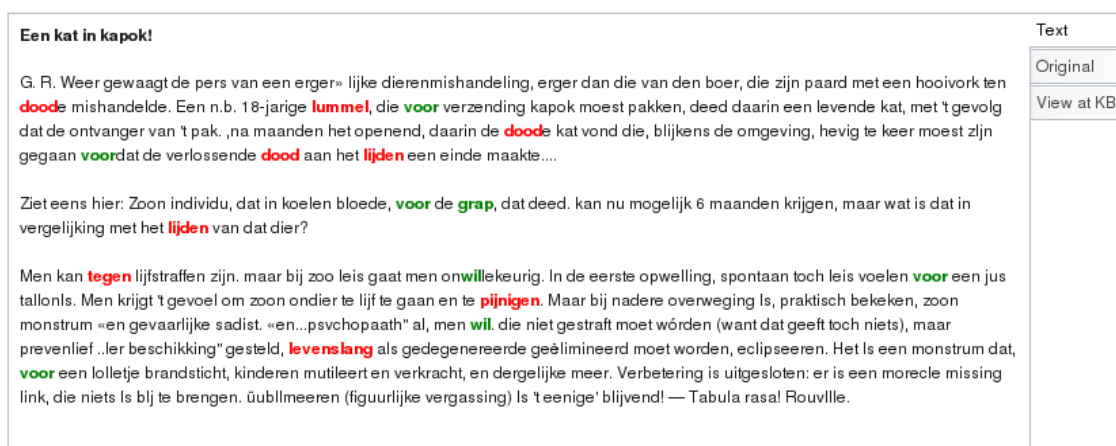 Een kat in kapok!
G. R. Weer gewaagt de pers van een erger» lijke dierenmishandeling, erger dan die van den boer, die zijn paard met een hooivork ten
doode mishandelde. Een n.b. 18-jarige lummel, die voor verzending kapok moest pakken, deed daarin een levende kat, met 't gevolg
dat de ontvanger van 't pak. ,na maanden het openend, daarin de doode kat vond die, blijkens de omgeving, hevig te keer moest zljn
gegaan voordat de verlossende dood aan het lijden een einde maakte....
Ziet eens hier: Zoon individu, dat in koelen bloede, voor de grap, dat deed. kan nu mogelijk 6 maanden krijgen, maar wat is dat in
vergelijking met het lijden van dat dier?
Men kan tegen lijfstraffen zijn. maar bij zoo leis gaat men onwillekeurig. In de eerste opwelling, spontaan toch leis voelen voor een jus
tallonls. Men krijgt 't gevoel om zoon ondier te lijf te gaan en te pijnigen. Maar bij nadere overweging ls, praktisch bekeken, zoon
monstrum «en gevaarlijke sadist. «en...psvchopaath" al, men wil. die niet gestraft moet wórden (want dat geeft toch niets), maar
prevenlief ..ler beschikking" gesteld, levenslang als gedegenereerde geëlimineerd moet worden, eclipseeren. Het ls een monstrum dat,
voor een lolletje brandsticht, kinderen mutileert en verkracht, en dergelijke meer. Verbetering is uitgesloten: er is een morecle missing
link, die niets ls blj te brengen. üubllmeeren (figuurlijke vergassing) ls 't eenige' blijvend! — Tabula rasa! Rouvllle.
Text
Original
View at KB